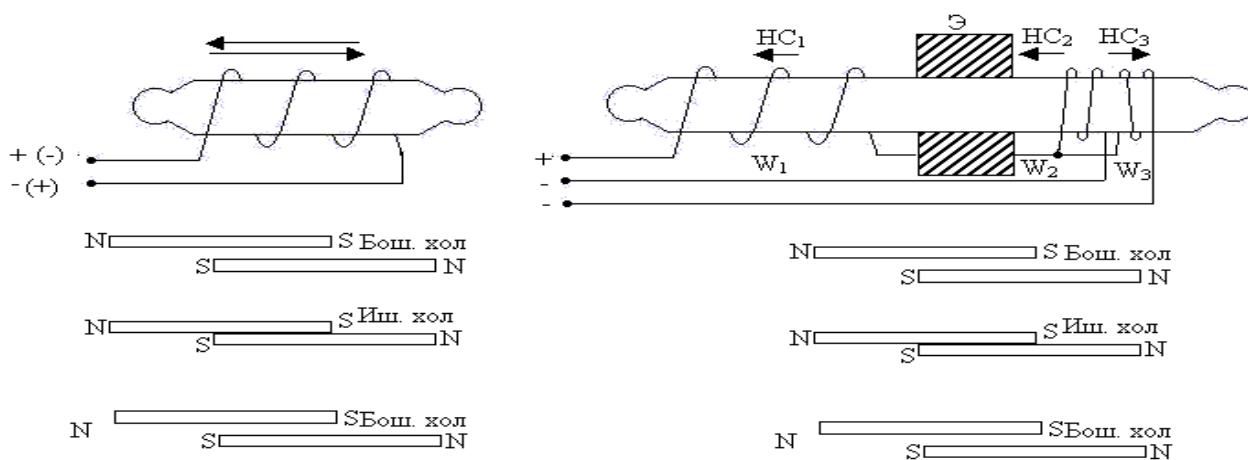 Э
НС₁ НС₂ НС₃
+ (-)
- (+)
+
-
-
W₁ W₂ W₃
N S Бош. хол
S N
N S Иш. хол
S N
N S Бош. хол
S N
N S Бош. хол
S N
N S Иш. хол
S N
N S Бош. хол
S N